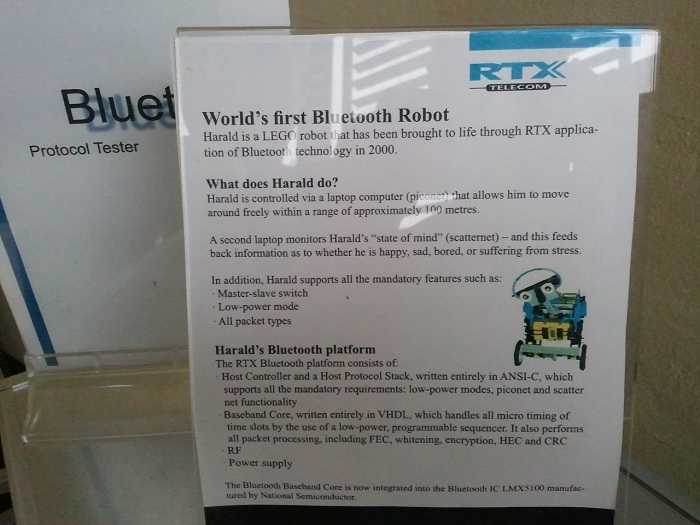 Bluet
Protocol Tester
RTX
TELECOM
World's first Bluetooth Robot
Harald is a LEGO robot that has been brought to life through RTX applica-
tion of Bluetooth technology in 2000.
What does Harald do?
Harald is controlled via a laptop computer (piconet) that allows him to move
around freely within a range of approximately 100 metres.
A second laptop monitors Harald's "state of mind" (scatternet) – and this feeds
back information as to whether he is happy, sad, bored, or suffering from stress.
In addition, Harald supports all the mandatory features such as:
· Master-slave switch
· Low-power mode
· All packet types
Harald's Bluetooth platform
The RTX Bluetooth platform consists of:
· Host Controller and a Host Protocol Stack, written entirely in ANSI-C, which
supports all the mandatory requirements: low-power modes, piconet and scatter
net functionality
· Baseband Core, written entirely in VHDL, which handles all micro timing of
time slots by the use of a low-power, programmable sequencer. It also performs
all packet processing, including FEC, whitening, encryption, HEC and CRC
· RF
· Power supply
The Bluetooth Baseband Core is now integrated into the Bluetooth IC LMX5100 manufac-
tured by National Semiconductor.